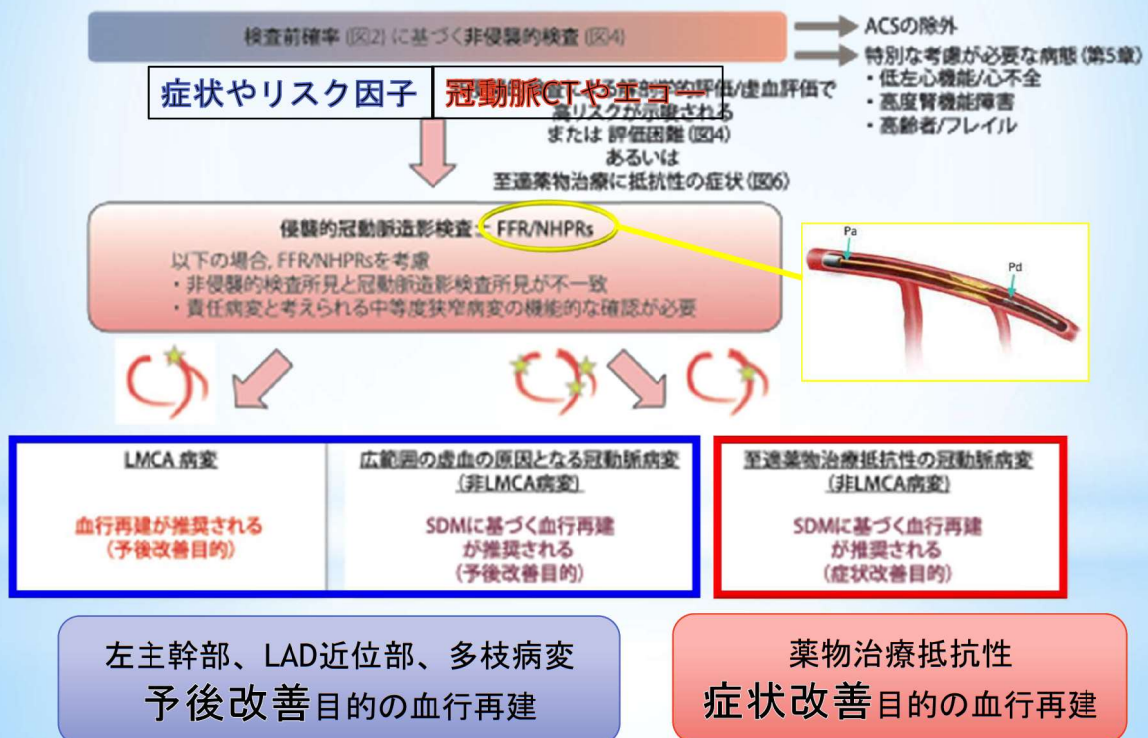 検査前確率 (図2) に基づく非侵襲的検査 (図4)
ACSの除外
特別な考慮が必要な病態 (第5章)
・低左心機能/心不全
・高度腎機能障害
・高齢者/フレイル
症状やリスク因子
冠動脈CTやエコー
解剖学的評価/虚血評価で
高リスクが示唆される
または 評価困難 (図4)
あるいは
至適薬物治療に抵抗性の症状 (図6)
侵襲的冠動脈造影検査± FFR/NHPRs
以下の場合, FFR/NHPRsを考慮
・非侵襲的検査所見と冠動脈造影検査所見が不一致
・責任病変と考えられる中等度狭窄病変の機能的な確認が必要
Pa
Pd
LMCA 病変
血行再建が推奨される
(予後改善目的)
広範囲の虚血の原因となる冠動脈病変
(非LMCA病変)
SDMに基づく血行再建
が推奨される
(予後改善目的)
至適薬物治療抵抗性の冠動脈病変
(非LMCA病変)
SDMに基づく血行再建
が推奨される
(症状改善目的)
左主幹部、LAD近位部、多枝病変
予後改善目的の血行再建
薬物治療抵抗性
症状改善目的の血行再建